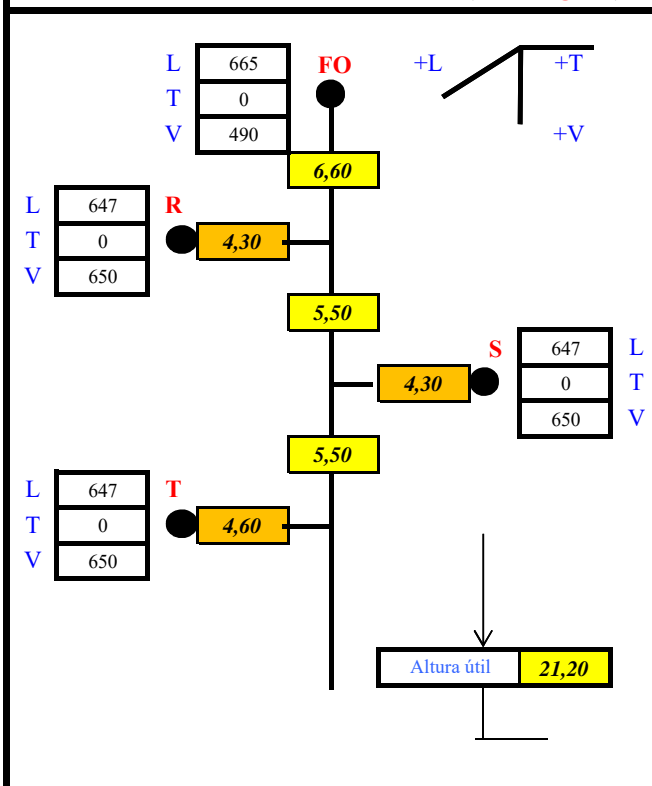 L 665 FO +L +T
T 0
V 490 +V
6,60
L 647 R
T 0 4,30
V 650
5,50
S 647 L
4,30 0 T
650 V
5,50
L 647 T
T 0 4,60
V 650
Altura útil 21,20